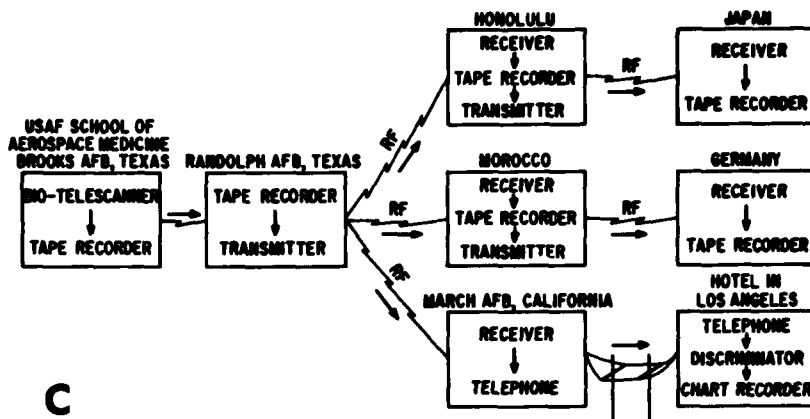 USAF SCHOOL OF
AEROSPACE MEDICINE
BROOKS AFB, TEXAS
BIO-TELESCANNER
TAPE RECORDER
RANDOLPH AFB, TEXAS
TAPE RECORDER
TRANSMITTER
RF
HONOLULU
RECEIVER
TAPE RECORDER
TRANSMITTER
RF
JAPAN
RECEIVER
TAPE RECORDER
RF
MOROCCO
RECEIVER
TAPE RECORDER
TRANSMITTER
RF
GERMANY
RECEIVER
TAPE RECORDER
RF
MARCH AFB, CALIFORNIA
RECEIVER
TELEPHONE
HOTEL IN
LOS ANGELES
TELEPHONE
DISCRIMINATOR
CHART RECORDER
C